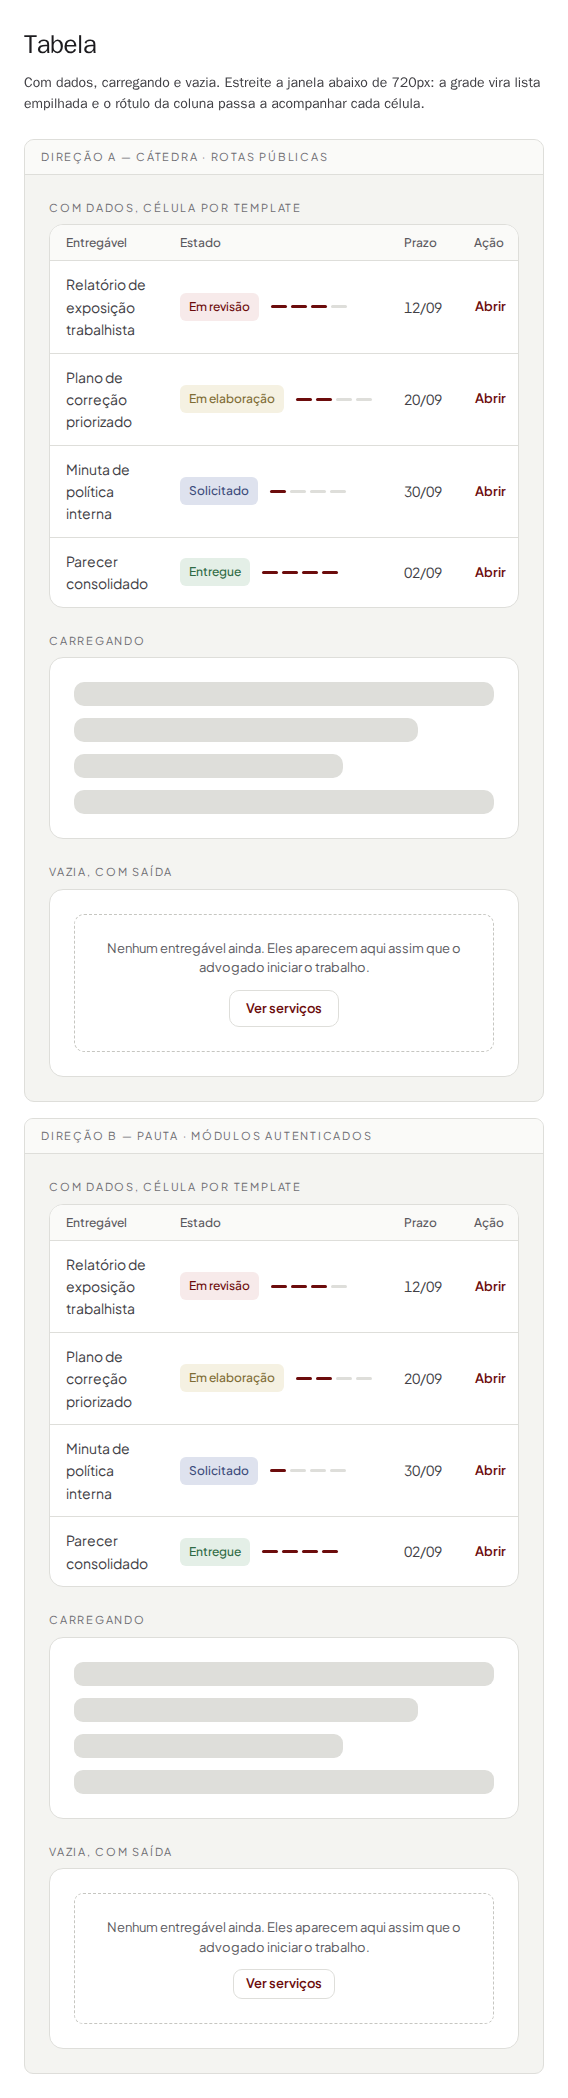 Tabela
Com dados, carregando e vazia. Estreite a janela abaixo de 720px: a grade vira lista
empilhada e o rótulo da coluna passa a acompanhar cada célula.
DIREÇÃO A — CÁTEDRA · ROTAS PÚBLICAS
COM DADOS, CÉLULA POR TEMPLATE
Entregável Estado Prazo Ação
Relatório de
exposição
trabalhista
Em revisão 12/09 Abrir
Plano de
correção
priorizado
Em elaboração 20/09 Abrir
Minuta de
política
interna
Solicitado 30/09 Abrir
Parecer
consolidado
Entregue 02/09 Abrir
CARREGANDO
VAZIA, COM SAÍDA
Nenhum entregável ainda. Eles aparecem aqui assim que o
advogado iniciar o trabalho.
Ver serviços
DIREÇÃO B — PAUTA · MÓDULOS AUTENTICADOS
COM DADOS, CÉLULA POR TEMPLATE
Entregável Estado Prazo Ação
Relatório de
exposição
trabalhista
Em revisão 12/09 Abrir
Plano de
correção
priorizado
Em elaboração 20/09 Abrir
Minuta de
política
interna
Solicitado 30/09 Abrir
Parecer
consolidado
Entregue 02/09 Abrir
CARREGANDO
VAZIA, COM SAÍDA
Nenhum entregável ainda. Eles aparecem aqui assim que o
advogado iniciar o trabalho.
Ver serviços